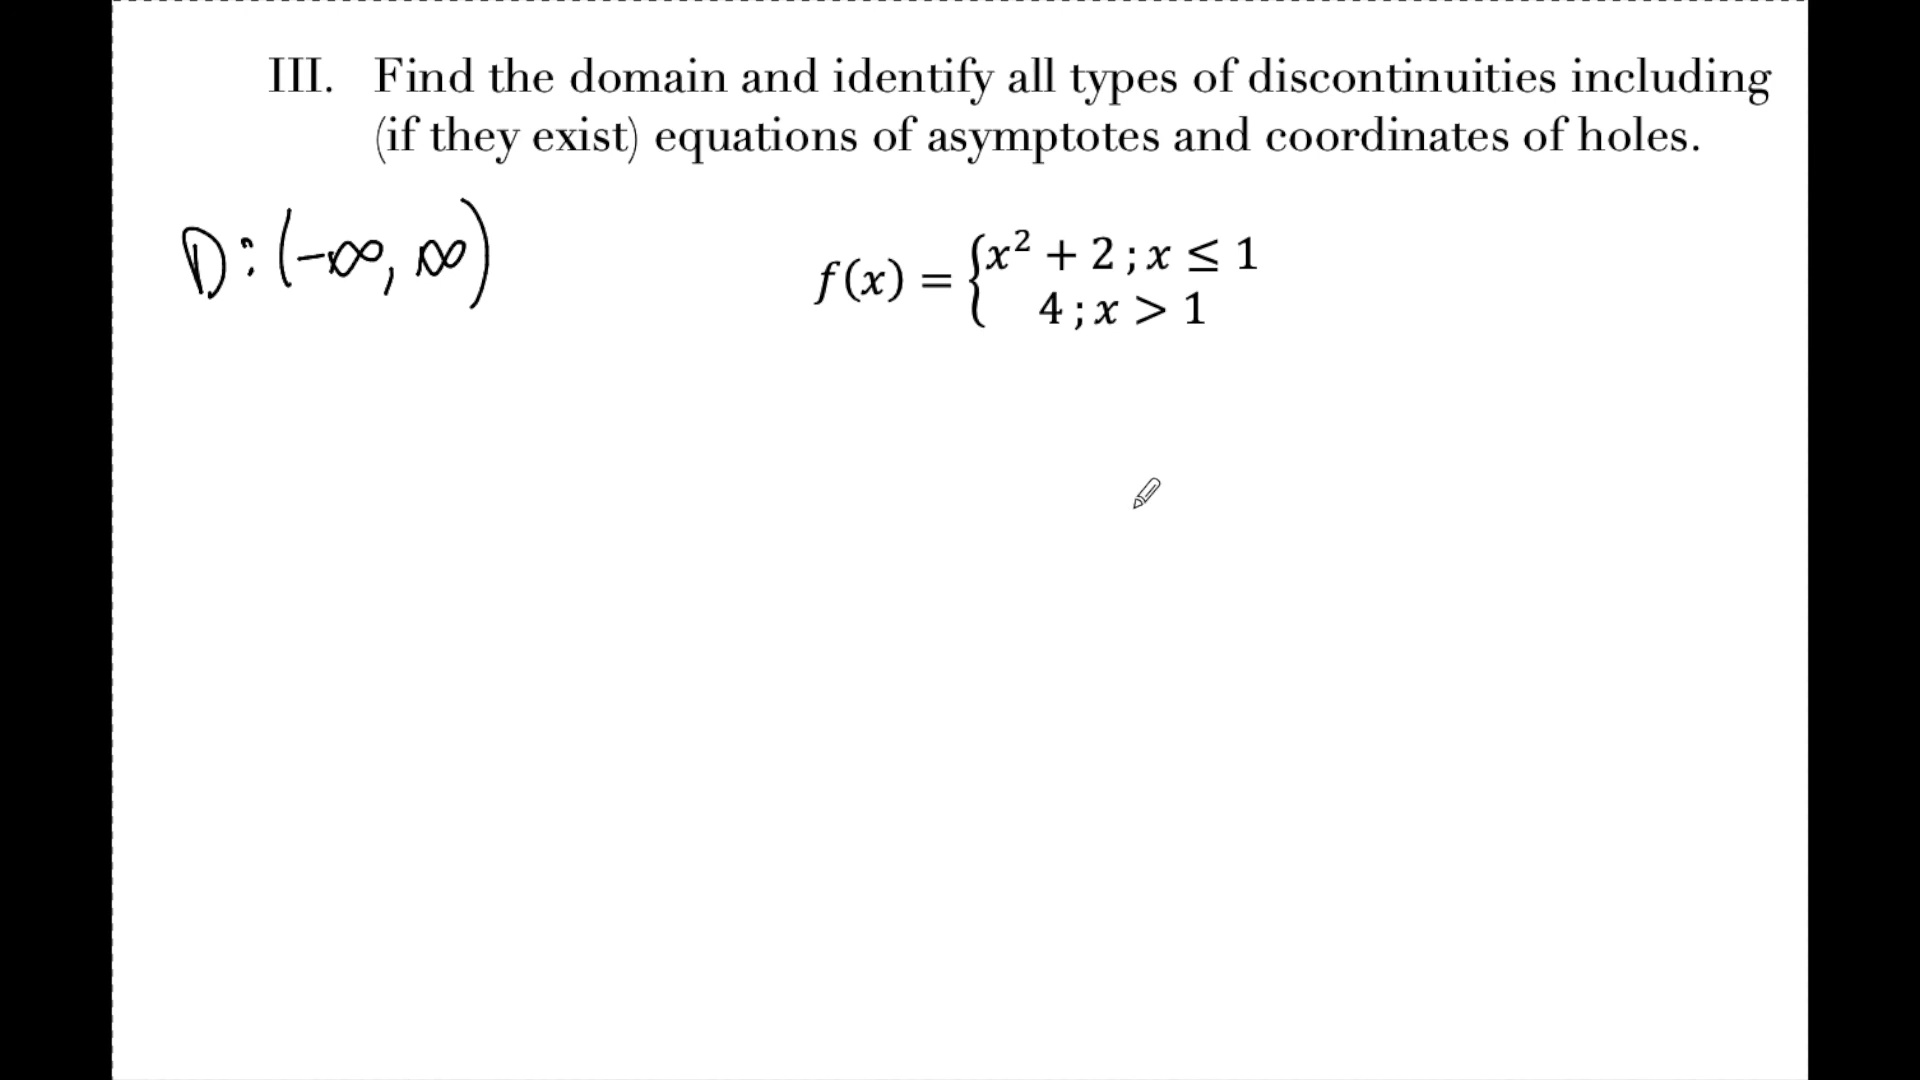 III. Find the domain and identify all types of discontinuities including
(if they exist) equations of asymptotes and coordinates of holes.
D: (-∞, ∞)
f(x) = { x² + 2 ; x ≤ 1
4 ; x > 1